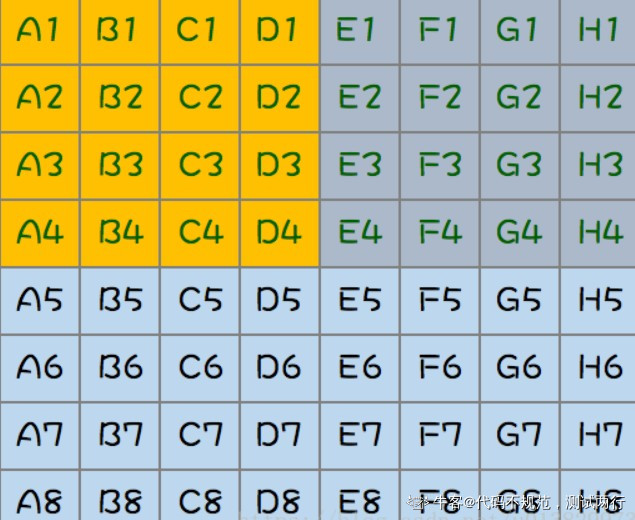 A1 B1 C1 D1 E1 F1 G1 H1
A2 B2 C2 D2 E2 F2 G2 H2
A3 B3 C3 D3 E3 F3 G3 H3
A4 B4 C4 D4 E4 F4 G4 H4
A5 B5 C5 D5 E5 F5 G5 H5
A6 B6 C6 D6 E6 F6 G6 H6
A7 B7 C7 D7 E7 F7 G7 H7
A8 B8 C8 D8 E8 F8 G8 H8
牛客@代码不规范，测试两行